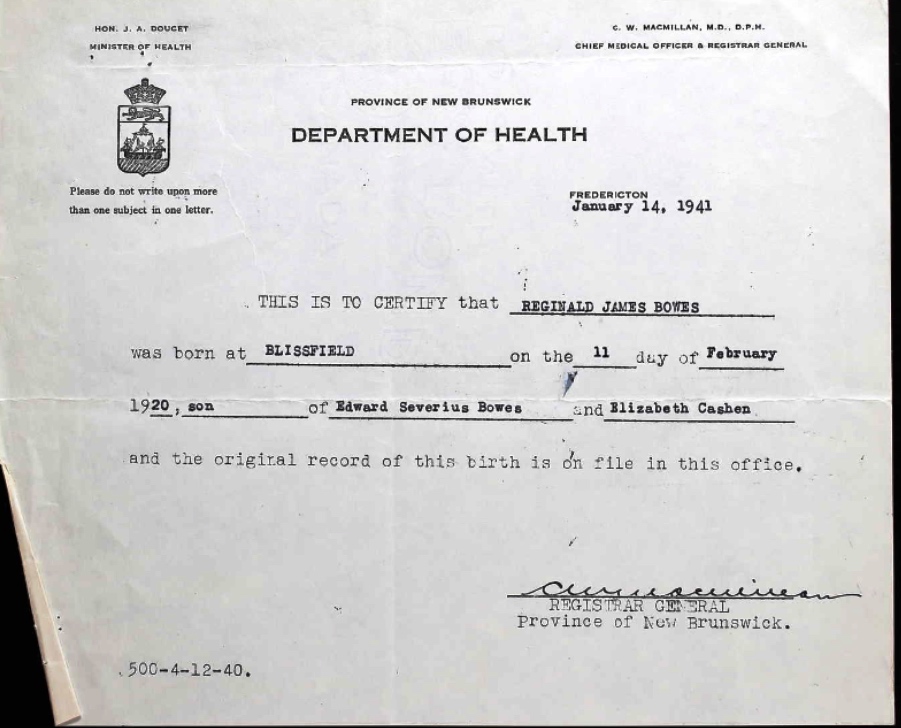 HON. J. A. DOUCET
MINISTER OF HEALTH
C. W. MACMILLAN, M.D., D.P.H.
CHIEF MEDICAL OFFICER & REGISTRAR GENERAL
PROVINCE OF NEW BRUNSWICK
DEPARTMENT OF HEALTH
Please do not write upon more
than one subject in one letter.
FREDERICTON
January 14, 1941
THIS IS TO CERTIFY that REGINALD JAMES BOWES
was born at BLISSFIELD on the 11 day of February
1920, son of Edward Severius Bowes and Elizabeth Cashen
and the original record of this birth is on file in this office.
REGISTRAR GENERAL
Province of New Brunswick.
500-4-12-40.